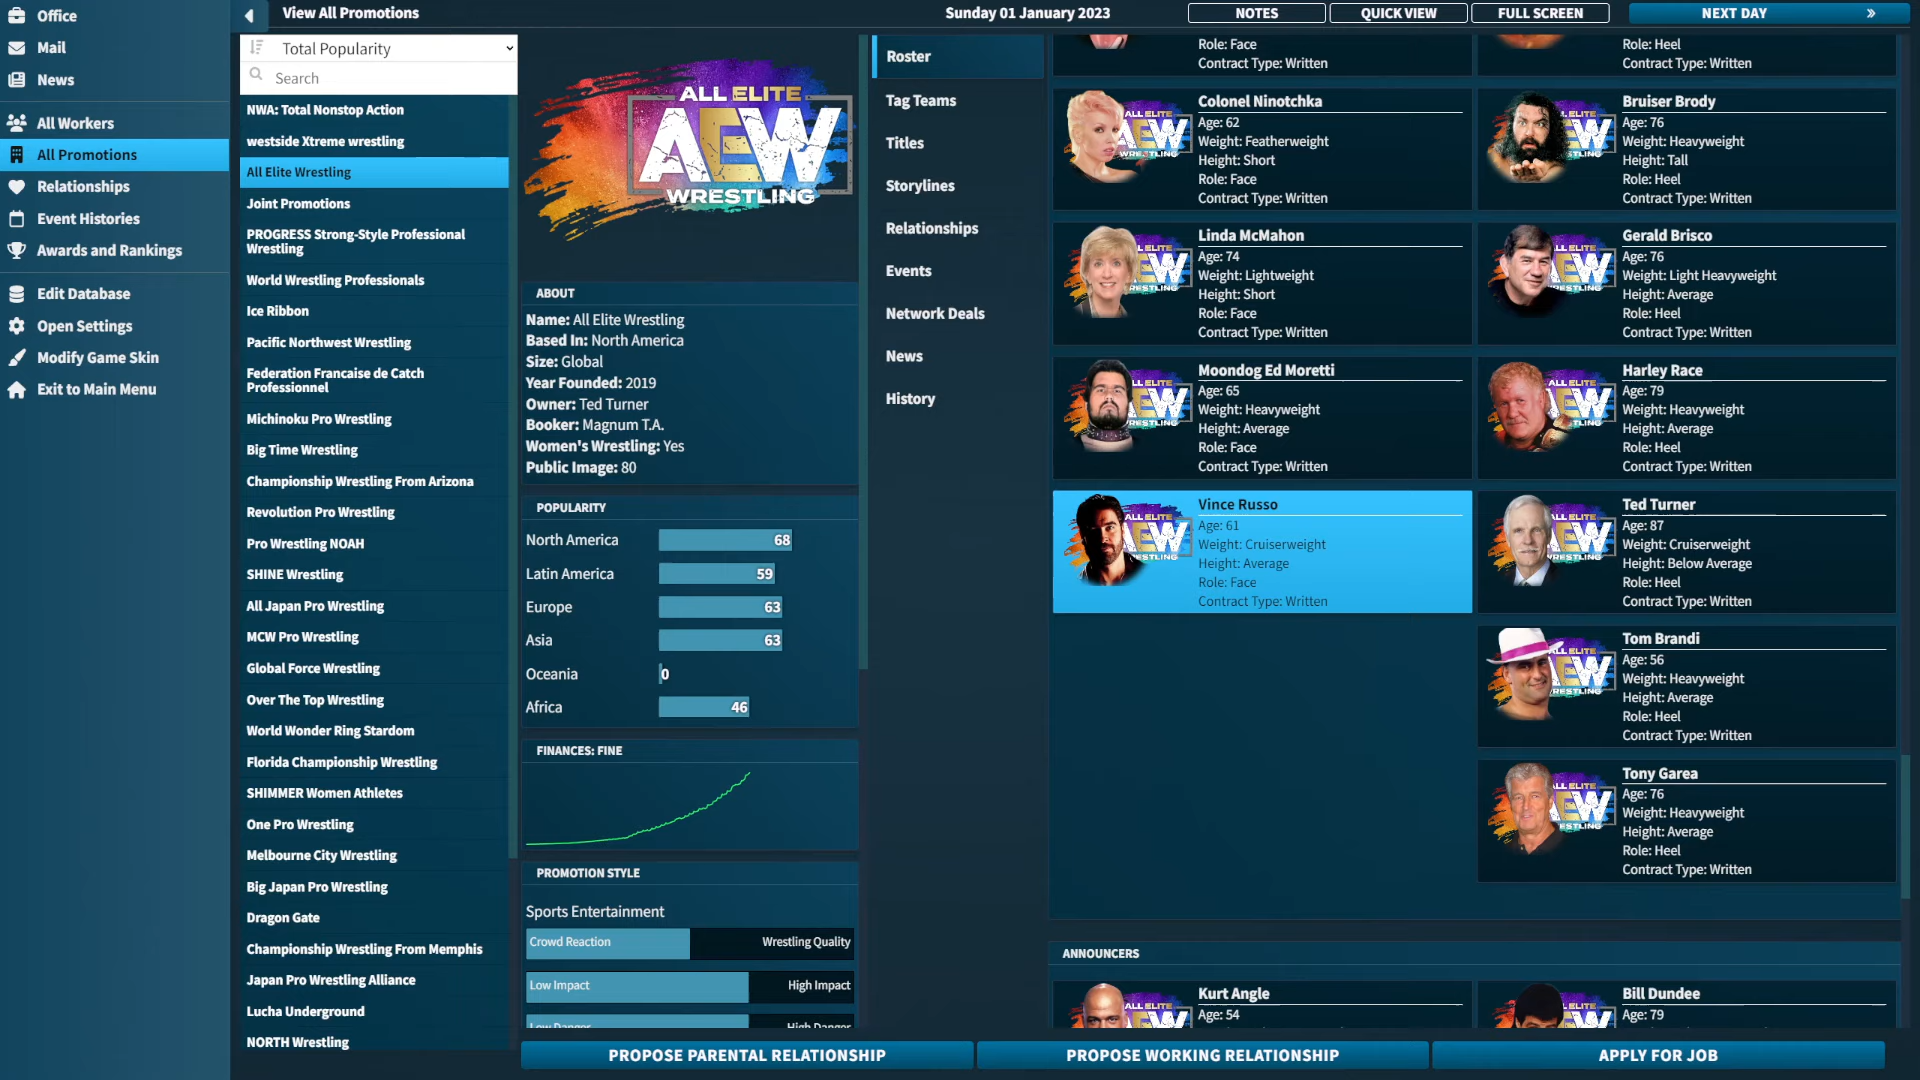 Office
Mail
News
All Workers
All Promotions
Relationships
Event Histories
Awards and Rankings
Edit Database
Open Settings
Modify Game Skin
Exit to Main Menu
View All Promotions
Sunday 01 January 2023
NOTES
QUICK VIEW
FULL SCREEN
NEXT DAY
Total Popularity
Search
NWA: Total Nonstop Action
westside Xtreme wrestling
All Elite Wrestling
Joint Promotions
PROGRESS Strong-Style Professional
Wrestling
World Wrestling Professionals
Ice Ribbon
Pacific Northwest Wrestling
Federation Francaise de Catch
Professionnel
Michinoku Pro Wrestling
Big Time Wrestling
Championship Wrestling From Arizona
Revolution Pro Wrestling
Pro Wrestling NOAH
SHINE Wrestling
All Japan Pro Wrestling
MCW Pro Wrestling
Global Force Wrestling
Over The Top Wrestling
World Wonder Ring Stardom
Florida Championship Wrestling
SHIMMER Women Athletes
One Pro Wrestling
Melbourne City Wrestling
Big Japan Pro Wrestling
Dragon Gate
Championship Wrestling From Memphis
Japan Pro Wrestling Alliance
Lucha Underground
NORTH Wrestling
ALL ELITE
AEW
WRESTLING
ABOUT
Name: All Elite Wrestling
Based In: North America
Size: Global
Year Founded: 2019
Owner: Ted Turner
Booker: Magnum T.A.
Women's Wrestling: Yes
Public Image: 80
POPULARITY
North America 68
Latin America 59
Europe 63
Asia 63
Oceania 0
Africa 46
FINANCES: FINE
PROMOTION STYLE
Sports Entertainment
Crowd Reaction Wrestling Quality
Low Impact High Impact
Low Danger High Danger
Roster
Tag Teams
Titles
Storylines
Relationships
Events
Network Deals
News
History
Role: Face
Contract Type: Written
Role: Heel
Contract Type: Written
Colonel Ninotchka
Age: 62
Weight: Featherweight
Height: Short
Role: Face
Contract Type: Written
Bruiser Brody
Age: 76
Weight: Heavyweight
Height: Tall
Role: Heel
Contract Type: Written
Linda McMahon
Age: 74
Weight: Lightweight
Height: Short
Role: Face
Contract Type: Written
Gerald Brisco
Age: 76
Weight: Light Heavyweight
Height: Average
Role: Heel
Contract Type: Written
Moondog Ed Moretti
Age: 65
Weight: Heavyweight
Height: Average
Role: Face
Contract Type: Written
Harley Race
Age: 79
Weight: Heavyweight
Height: Average
Role: Heel
Contract Type: Written
Vince Russo
Age: 61
Weight: Cruiserweight
Height: Average
Role: Face
Contract Type: Written
Ted Turner
Age: 87
Weight: Cruiserweight
Height: Below Average
Role: Heel
Contract Type: Written
Tom Brandi
Age: 56
Weight: Heavyweight
Height: Average
Role: Heel
Contract Type: Written
Tony Garea
Age: 76
Weight: Heavyweight
Height: Average
Role: Heel
Contract Type: Written
ANNOUNCERS
Kurt Angle
Age: 54
Bill Dundee
Age: 79
PROPOSE PARENTAL RELATIONSHIP
PROPOSE WORKING RELATIONSHIP
APPLY FOR JOB